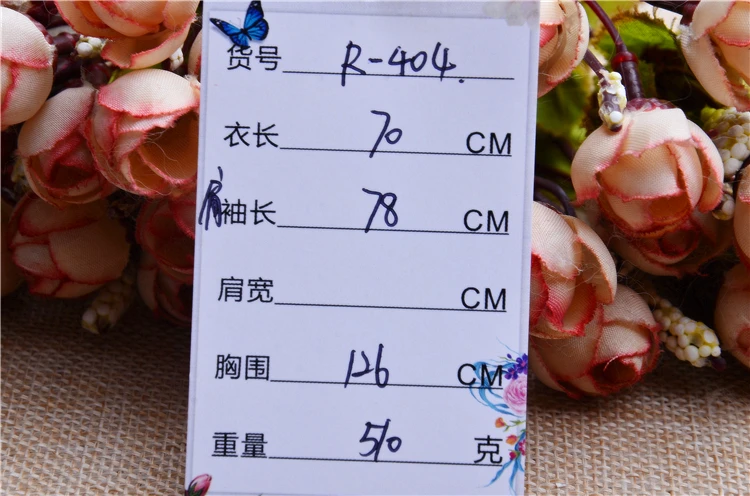 货号 R-404.
衣长 70 CM
肩袖长 78 CM
肩宽 CM
胸围 126 CM
重量 510 克